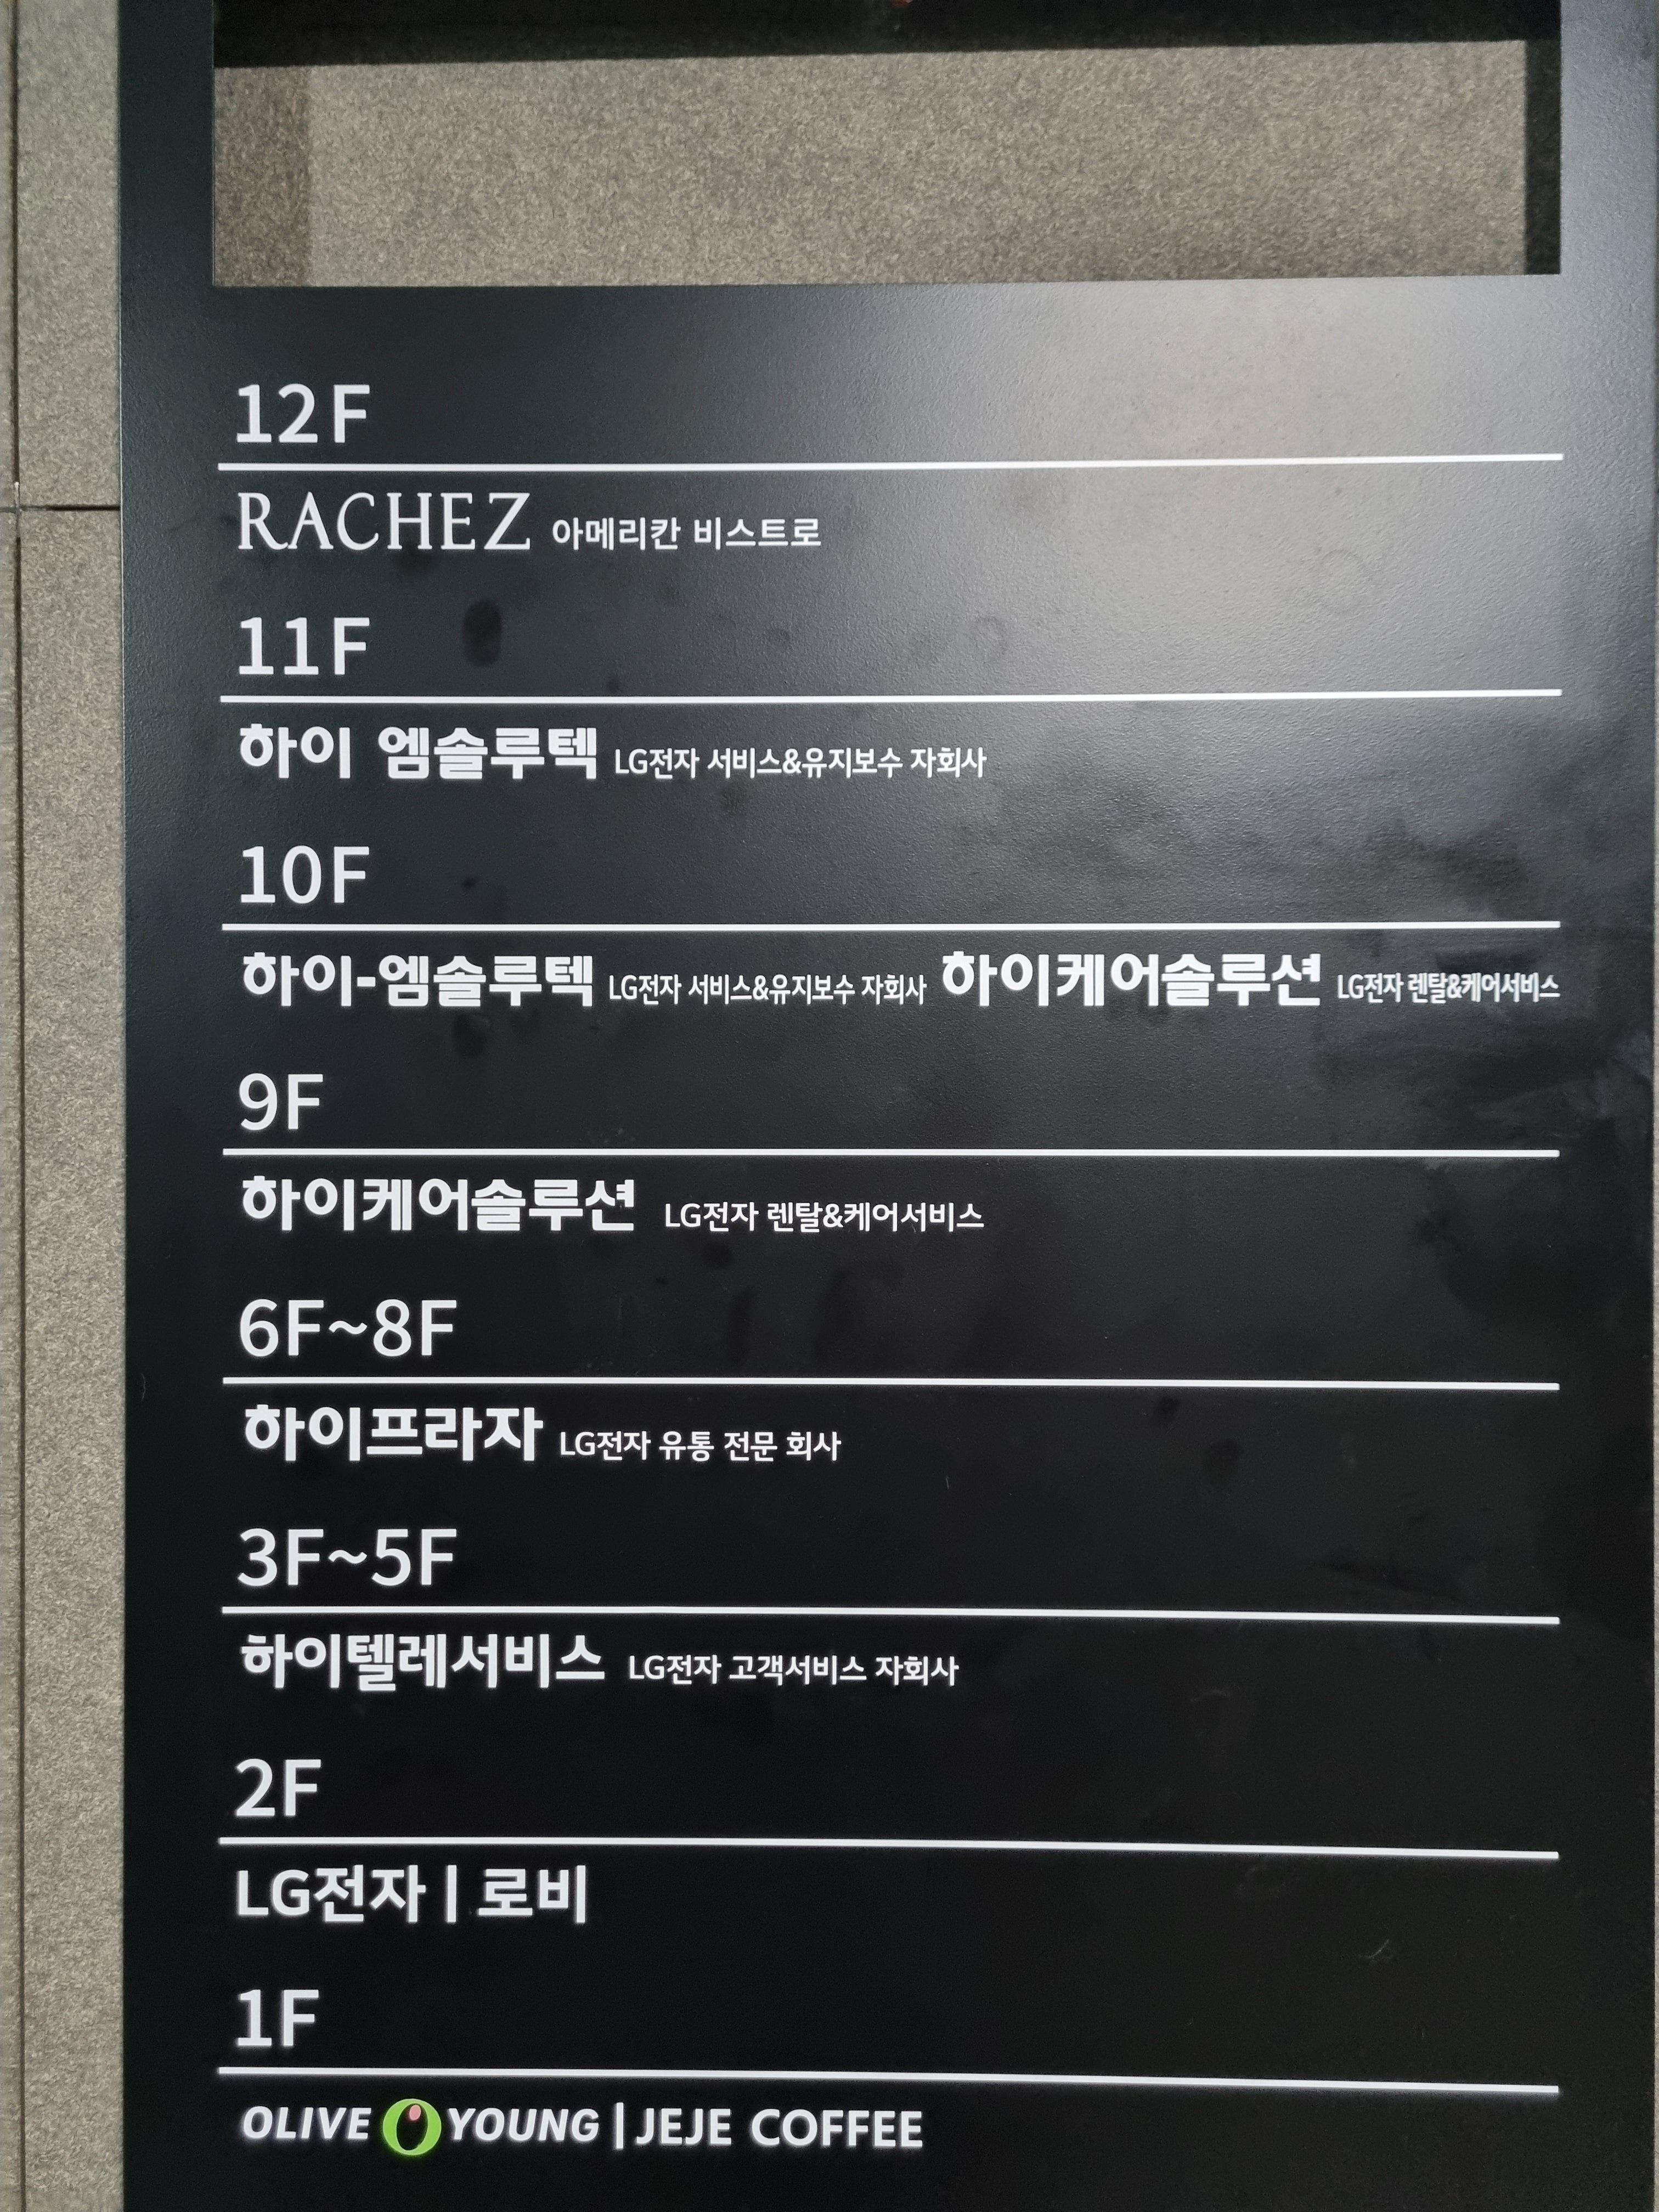 12F
RACHEZ 아메리칸 비스트로
11F
하이 엠솔루텍 LG전자 서비스&유지보수 자회사
10F
하이-엠솔루텍 LG전자 서비스&유지보수 자회사 하이케어솔루션 LG전자 렌탈&케어서비스
9F
하이케어솔루션 LG전자 렌탈&케어서비스
6F~8F
하이프라자 LG전자 유통 전문 회사
3F~5F
하이텔레서비스 LG전자 고객서비스 자회사
2F
LG전자 | 로비
1F
OLIVE YOUNG | JEJE COFFEE